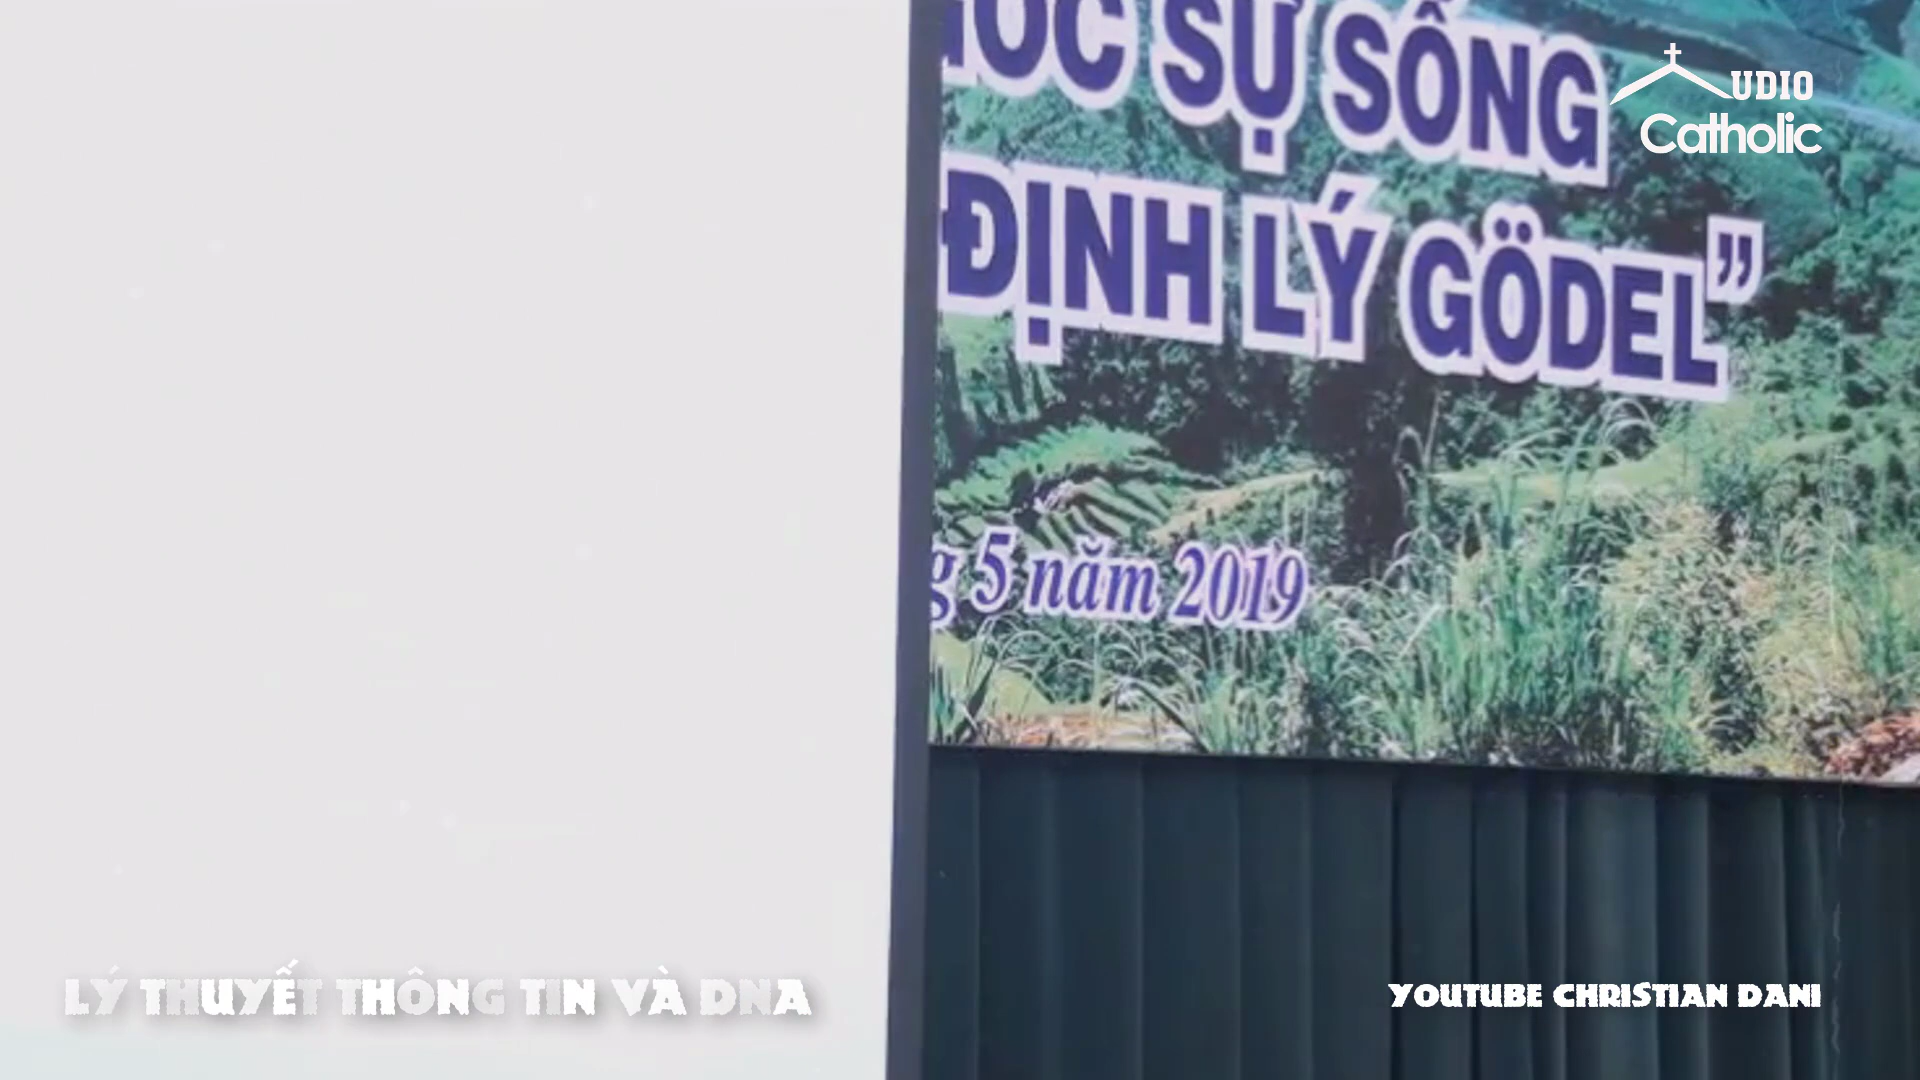 SỰ SỐNG
ĐỊNH LÝ GÖDEL”
5 năm 2019
UDIO
Catholic
LÝ THUYẾT THÔNG TIN VÀ DNA
YOUTUBE CHRISTIAN DANI